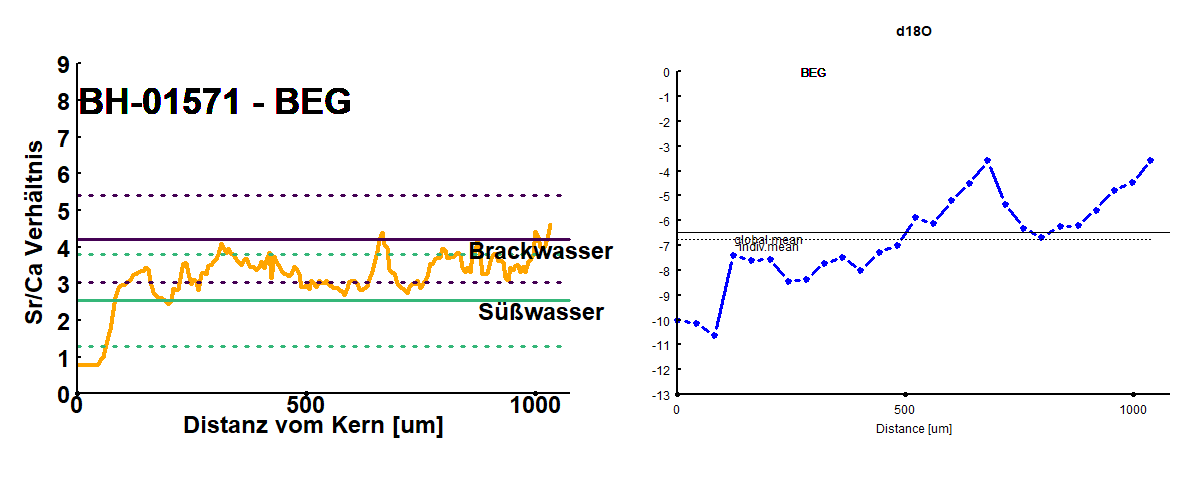 BH-01571 - BEG
Sr/Ca Verhältnis
9
8
7
6
5
4
3
2
1
0
Brackwasser
Süßwasser
0 500 1000
Distanz vom Kern [um]
d18O
BEG
0
-1
-2
-3
-4
-5
-6
-7
-8
-9
-10
-11
-12
-13
global mean
indiv.mean
0 500 1000
Distance [um]